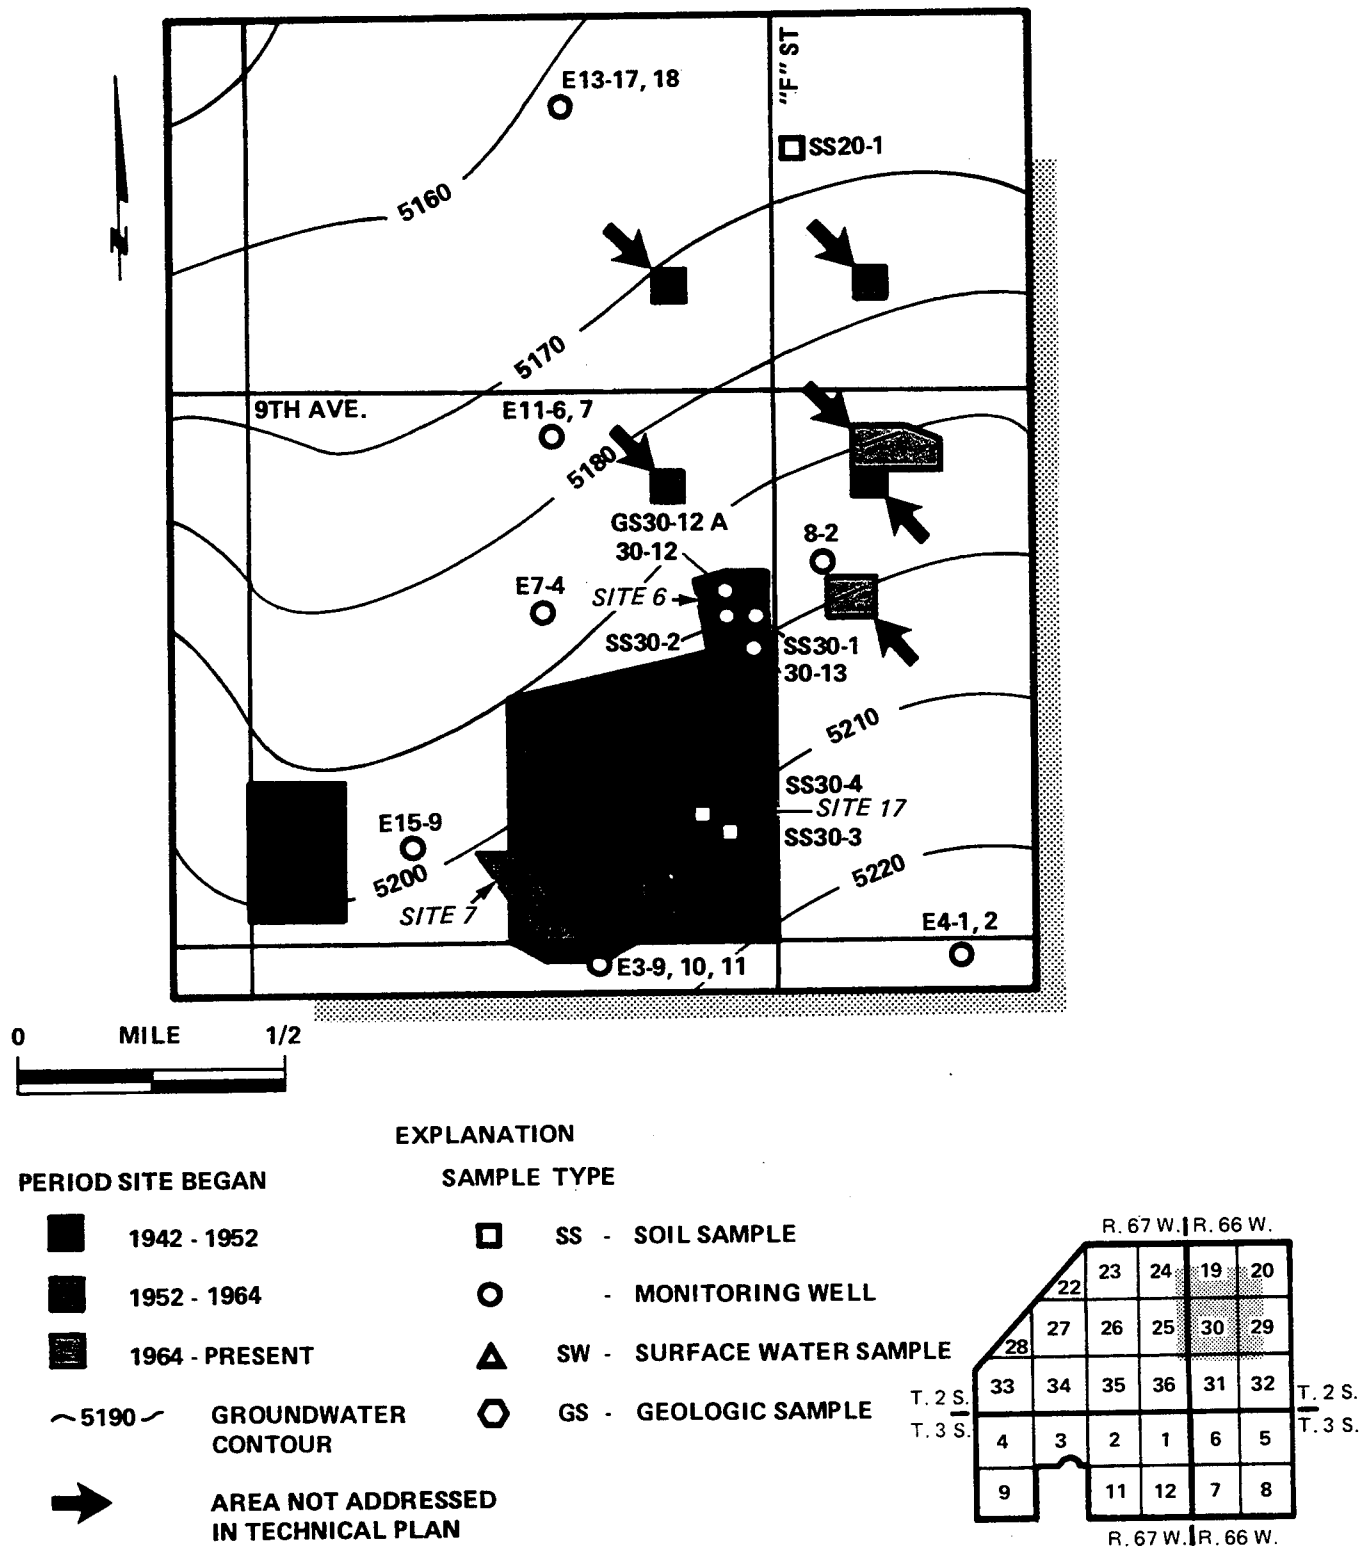 "F" ST
E13-17, 18
SS20-1
5160
5170
9TH AVE.
E11-6, 7
5180
GS30-12 A
30-12
8-2
E7-4
SITE 6
SS30-2
SS30-1
30-13
5210
SS30-4
SITE 17
SS30-3
E15-9
5200
5220
SITE 7
E4-1, 2
E3-9, 10, 11
N
0 MILE 1/2
EXPLANATION
PERIOD SITE BEGAN
1942 - 1952
1952 - 1964
1964 - PRESENT
5190
GROUNDWATER
CONTOUR
AREA NOT ADDRESSED
IN TECHNICAL PLAN
SAMPLE TYPE
SS - SOIL SAMPLE
- MONITORING WELL
SW - SURFACE WATER SAMPLE
GS - GEOLOGIC SAMPLE
R. 67 W. R. 66 W.
22 23 24 19 20
28 27 26 25 30 29
33 34 35 36 31 32
T. 2 S. T. 2 S.
T. 3 S. T. 3 S.
4 3 2 1 6 5
9 11 12 7 8
R. 67 W. R. 66 W.